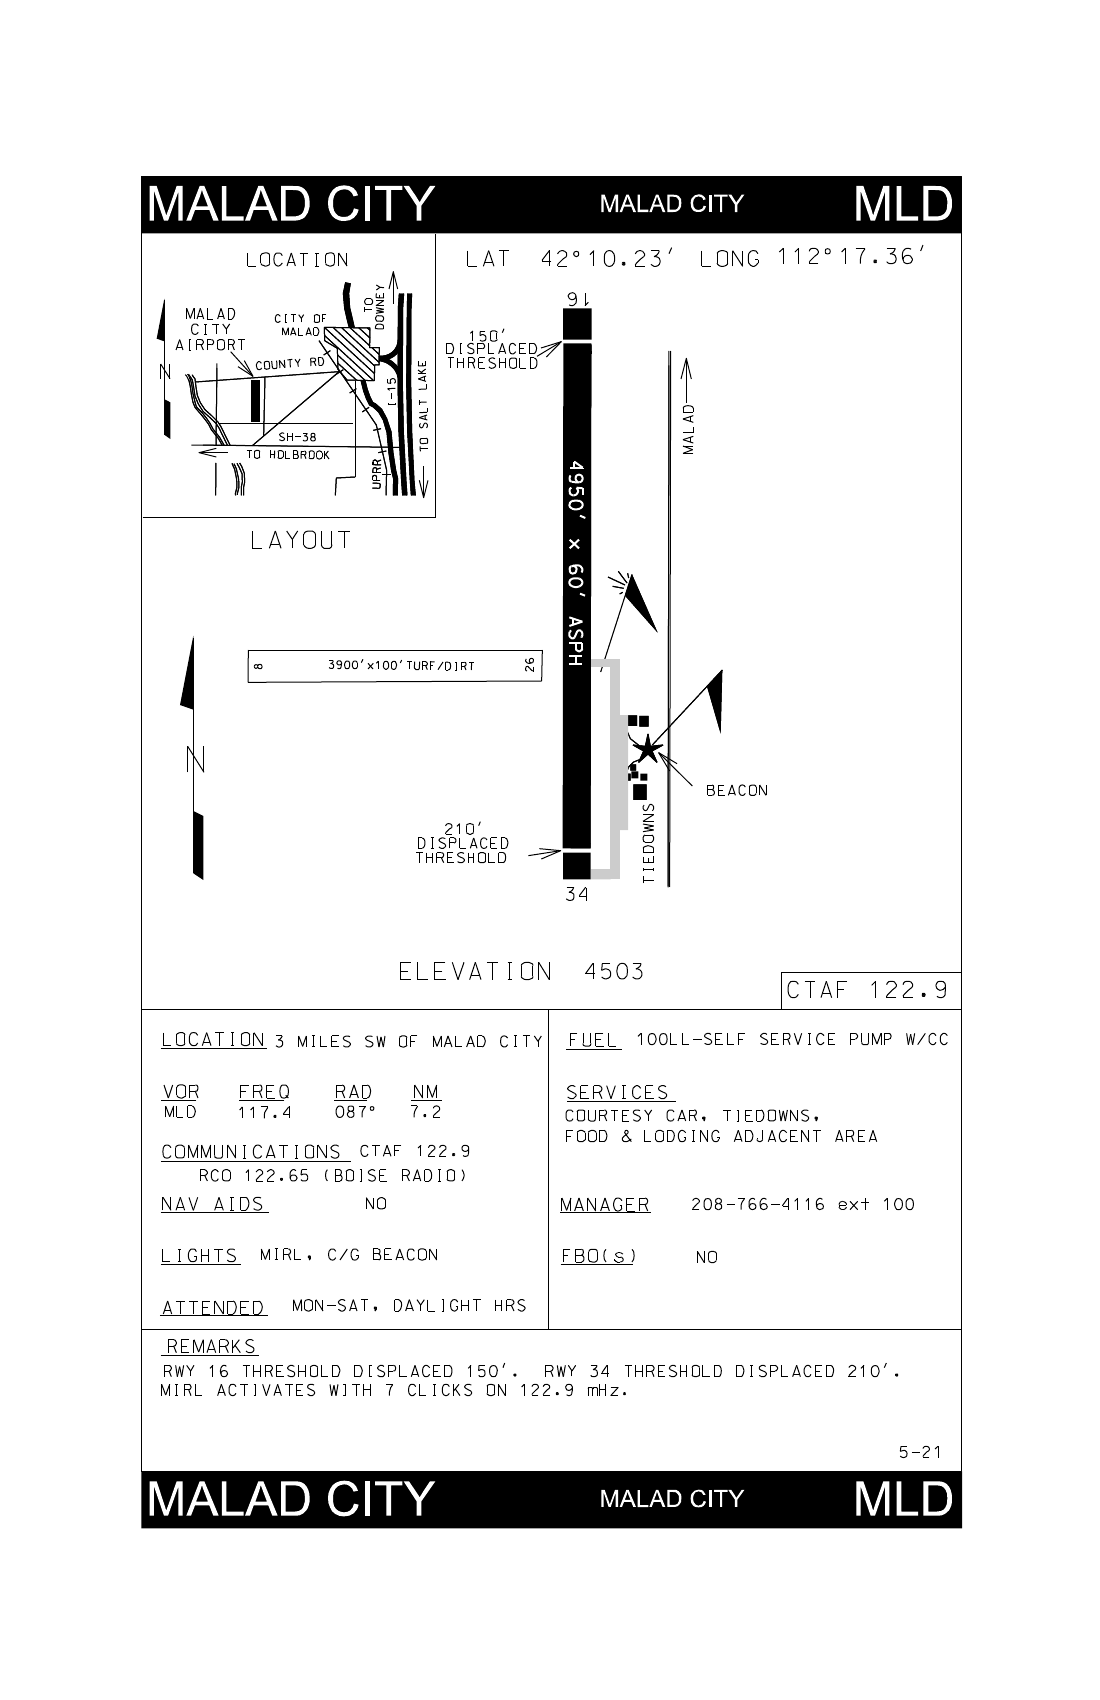 MALAD CITY MALAD CITY MLD
LOCATION
LAT 42°10.23′ LONG 112°17.36′
MALAD
CITY
AIRPORT
CITY OF
MALAD
TO
DOWNEY
COUNTY RD
N
I-15
TO SALT LAKE
SH-38
TO HOLBROOK
UPRR
16
150′
DISPLACED
THRESHOLD
MALAD
4950′ × 60′ ASPH
LAYOUT
8 3900′×100′ TURF/DIRT 26
N
BEACON
TIEDOWNS
210′
DISPLACED
THRESHOLD
34
ELEVATION 4503
CTAF 122.9
LOCATION 3 MILES SW OF MALAD CITY
VOR FREQ RAD NM
MLD 117.4 087° 7.2
COMMUNICATIONS CTAF 122.9
RCO 122.65 (BOISE RADIO)
NAV AIDS NO
LIGHTS MIRL, C/G BEACON
ATTENDED MON-SAT, DAYLIGHT HRS
FUEL 100LL-SELF SERVICE PUMP W/CC
SERVICES
COURTESY CAR, TIEDOWNS,
FOOD & LODGING ADJACENT AREA
MANAGER 208-766-4116 ext 100
FBO(s) NO
REMARKS
RWY 16 THRESHOLD DISPLACED 150′. RWY 34 THRESHOLD DISPLACED 210′.
MIRL ACTIVATES WITH 7 CLICKS ON 122.9 mHz.
5-21
MALAD CITY MALAD CITY MLD